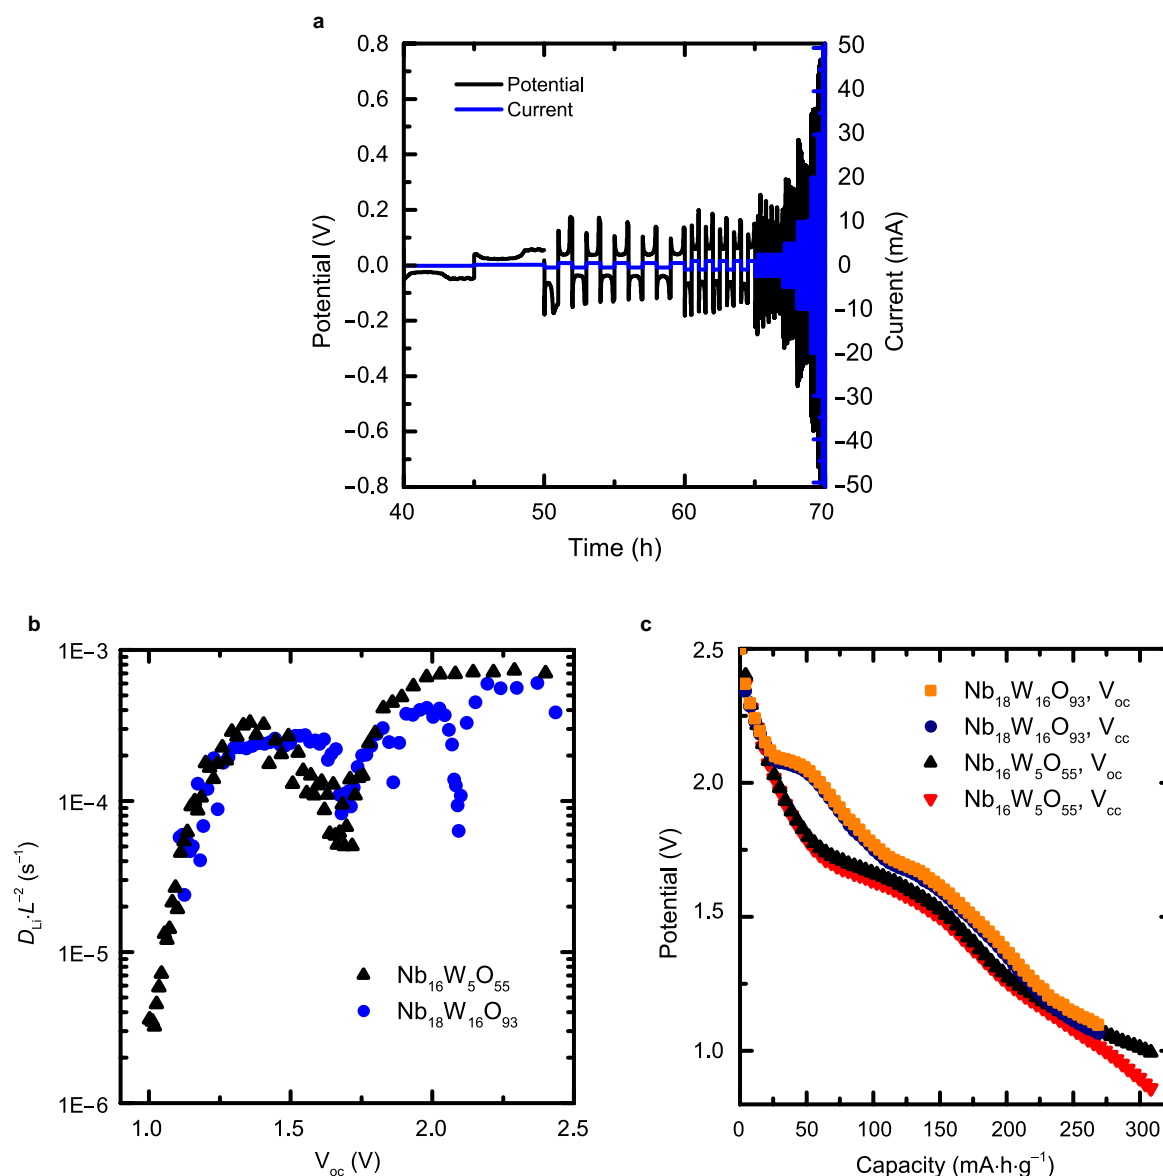 a
Potential
Current
0.8
0.6
0.4
0.2
0.0
−0.2
−0.4
−0.6
−0.8
Potential (V)
50
40
30
20
10
0
−10
−20
−30
−40
−50
Current (mA)
40 50 60 70
Time (h)
b
1E−3
1E−4
1E−5
1E−6
D_Li·L⁻² (s⁻¹)
Nb₁₆W₅O₅₅
Nb₁₈W₁₆O₉₃
1.0 1.5 2.0 2.5
V_oc (V)
c
2.5
2.0
1.5
1.0
Potential (V)
Nb₁₈W₁₆O₉₃, V_oc
Nb₁₈W₁₆O₉₃, V_cc
Nb₁₆W₅O₅₅, V_oc
Nb₁₆W₅O₅₅, V_cc
0 50 100 150 200 250 300
Capacity (mA·h·g⁻¹)